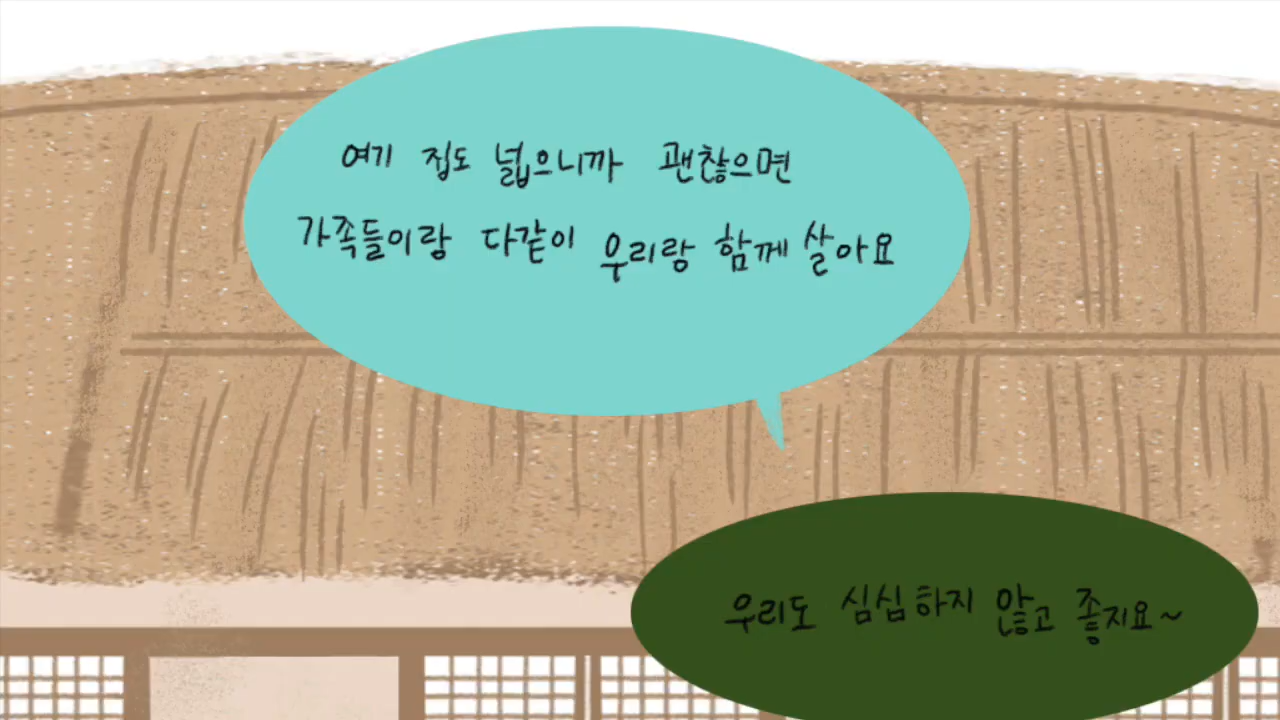 여기 집도 넓으니까 괜찮으면
가족들이랑 다같이 우리랑 함께 살아요
우리도 심심하지 않고 좋지요~